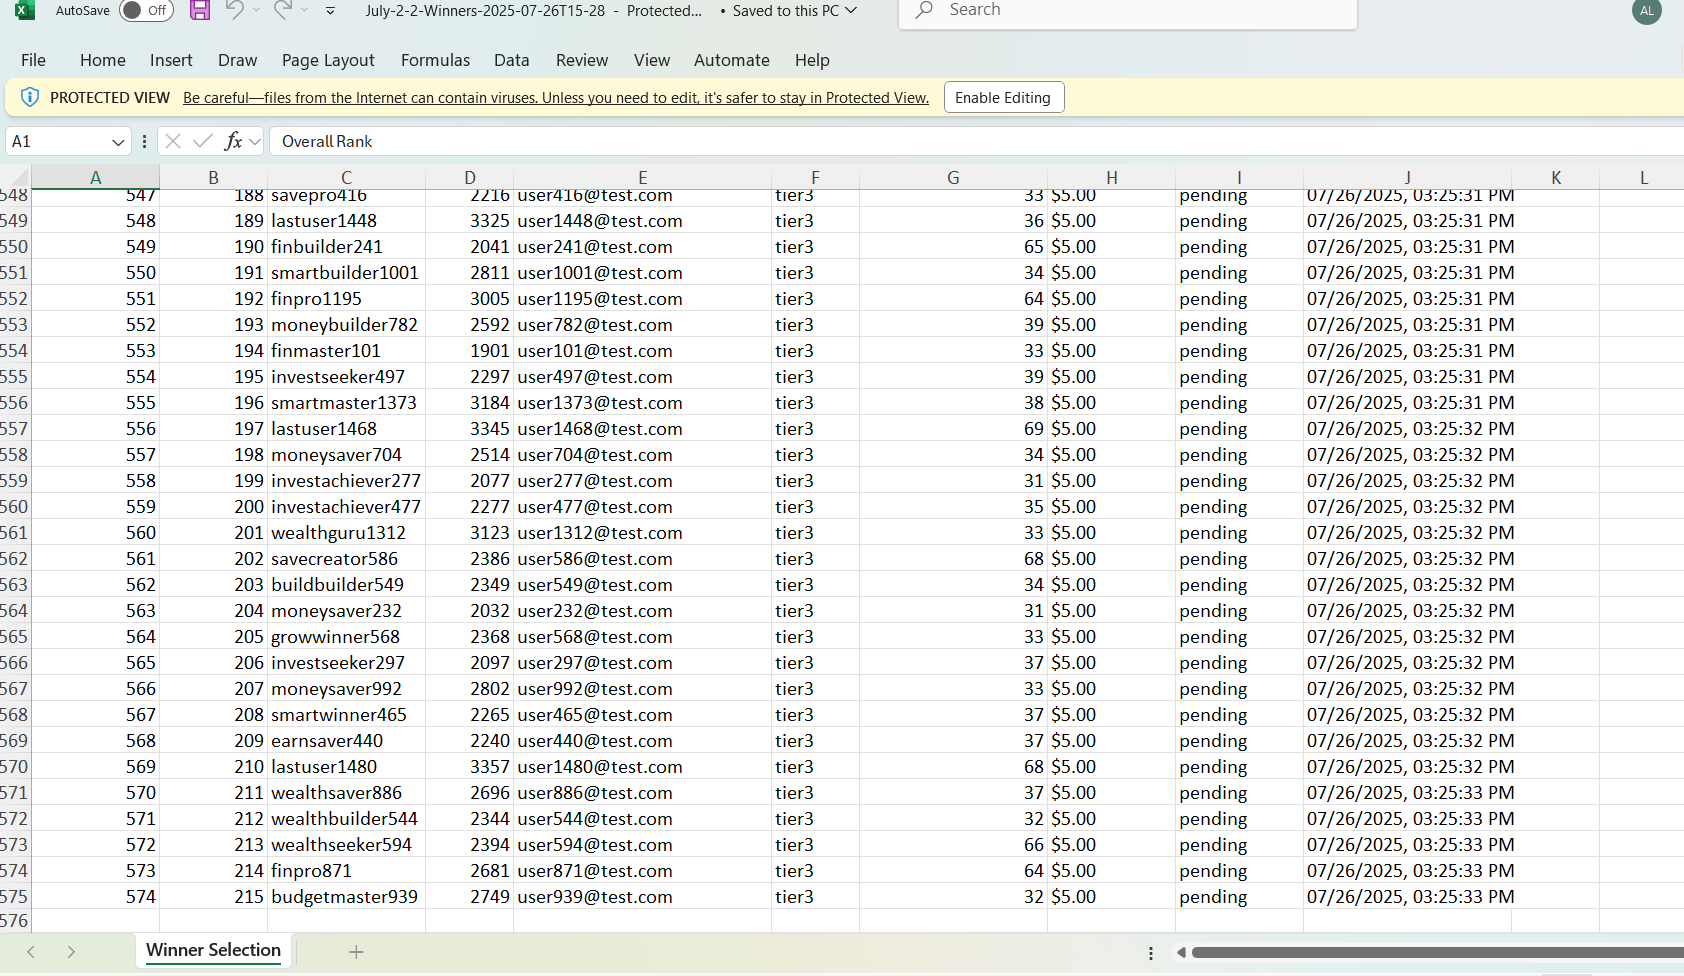 AutoSave Off July-2-2-Winners-2025-07-26T15-28 - Protected... • Saved to this PC Search AL
File Home Insert Draw Page Layout Formulas Data Review View Automate Help
PROTECTED VIEW Be careful—files from the Internet can contain viruses. Unless you need to edit, it's safer to stay in Protected View. Enable Editing
A1 fx Overall Rank
A B C D E F G H I J K L
548 547 188 savepro416 2216 user416@test.com tier3 33 $5.00 pending 07/26/2025, 03:25:31 PM
549 548 189 lastuser1448 3325 user1448@test.com tier3 36 $5.00 pending 07/26/2025, 03:25:31 PM
550 549 190 finbuilder241 2041 user241@test.com tier3 65 $5.00 pending 07/26/2025, 03:25:31 PM
551 550 191 smartbuilder1001 2811 user1001@test.com tier3 34 $5.00 pending 07/26/2025, 03:25:31 PM
552 551 192 finpro1195 3005 user1195@test.com tier3 64 $5.00 pending 07/26/2025, 03:25:31 PM
553 552 193 moneybuilder782 2592 user782@test.com tier3 39 $5.00 pending 07/26/2025, 03:25:31 PM
554 553 194 finmaster101 1901 user101@test.com tier3 33 $5.00 pending 07/26/2025, 03:25:31 PM
555 554 195 investseeker497 2297 user497@test.com tier3 39 $5.00 pending 07/26/2025, 03:25:31 PM
556 555 196 smartmaster1373 3184 user1373@test.com tier3 38 $5.00 pending 07/26/2025, 03:25:31 PM
557 556 197 lastuser1468 3345 user1468@test.com tier3 69 $5.00 pending 07/26/2025, 03:25:32 PM
558 557 198 moneysaver704 2514 user704@test.com tier3 34 $5.00 pending 07/26/2025, 03:25:32 PM
559 558 199 investachiever277 2077 user277@test.com tier3 31 $5.00 pending 07/26/2025, 03:25:32 PM
560 559 200 investachiever477 2277 user477@test.com tier3 35 $5.00 pending 07/26/2025, 03:25:32 PM
561 560 201 wealthguru1312 3123 user1312@test.com tier3 33 $5.00 pending 07/26/2025, 03:25:32 PM
562 561 202 savecreator586 2386 user586@test.com tier3 68 $5.00 pending 07/26/2025, 03:25:32 PM
563 562 203 buildbuilder549 2349 user549@test.com tier3 34 $5.00 pending 07/26/2025, 03:25:32 PM
564 563 204 moneysaver232 2032 user232@test.com tier3 31 $5.00 pending 07/26/2025, 03:25:32 PM
565 564 205 growwinner568 2368 user568@test.com tier3 33 $5.00 pending 07/26/2025, 03:25:32 PM
566 565 206 investseeker297 2097 user297@test.com tier3 37 $5.00 pending 07/26/2025, 03:25:32 PM
567 566 207 moneysaver992 2802 user992@test.com tier3 33 $5.00 pending 07/26/2025, 03:25:32 PM
568 567 208 smartwinner465 2265 user465@test.com tier3 37 $5.00 pending 07/26/2025, 03:25:32 PM
569 568 209 earnsaver440 2240 user440@test.com tier3 37 $5.00 pending 07/26/2025, 03:25:32 PM
570 569 210 lastuser1480 3357 user1480@test.com tier3 68 $5.00 pending 07/26/2025, 03:25:32 PM
571 570 211 wealthsaver886 2696 user886@test.com tier3 37 $5.00 pending 07/26/2025, 03:25:33 PM
572 571 212 wealthbuilder544 2344 user544@test.com tier3 32 $5.00 pending 07/26/2025, 03:25:33 PM
573 572 213 wealthseeker594 2394 user594@test.com tier3 66 $5.00 pending 07/26/2025, 03:25:33 PM
574 573 214 finpro871 2681 user871@test.com tier3 64 $5.00 pending 07/26/2025, 03:25:33 PM
575 574 215 budgetmaster939 2749 user939@test.com tier3 32 $5.00 pending 07/26/2025, 03:25:33 PM
576
Winner Selection